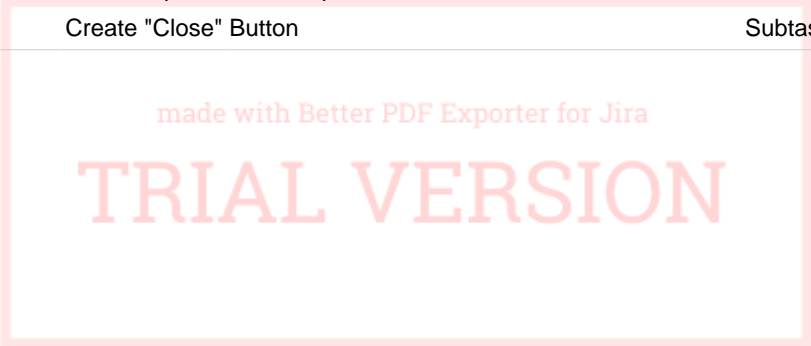 Create "Close" Button
made with Better PDF Exporter for Jira
TRIAL VERSION